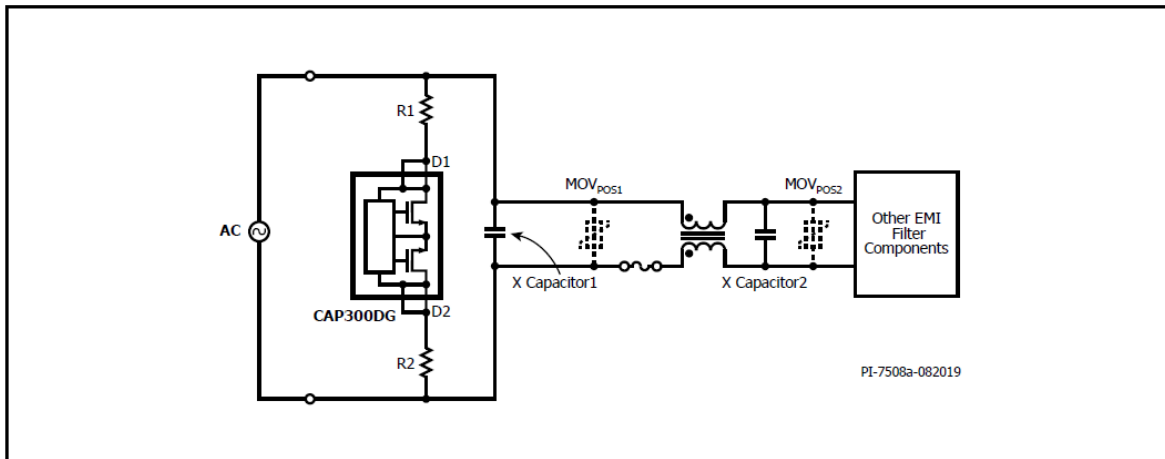 R1
D1
MOVPOS1
MOVPOS2
AC
Other EMI
Filter
Components
X Capacitor1
X Capacitor2
CAP300DG
D2
R2
PI-7508a-082019